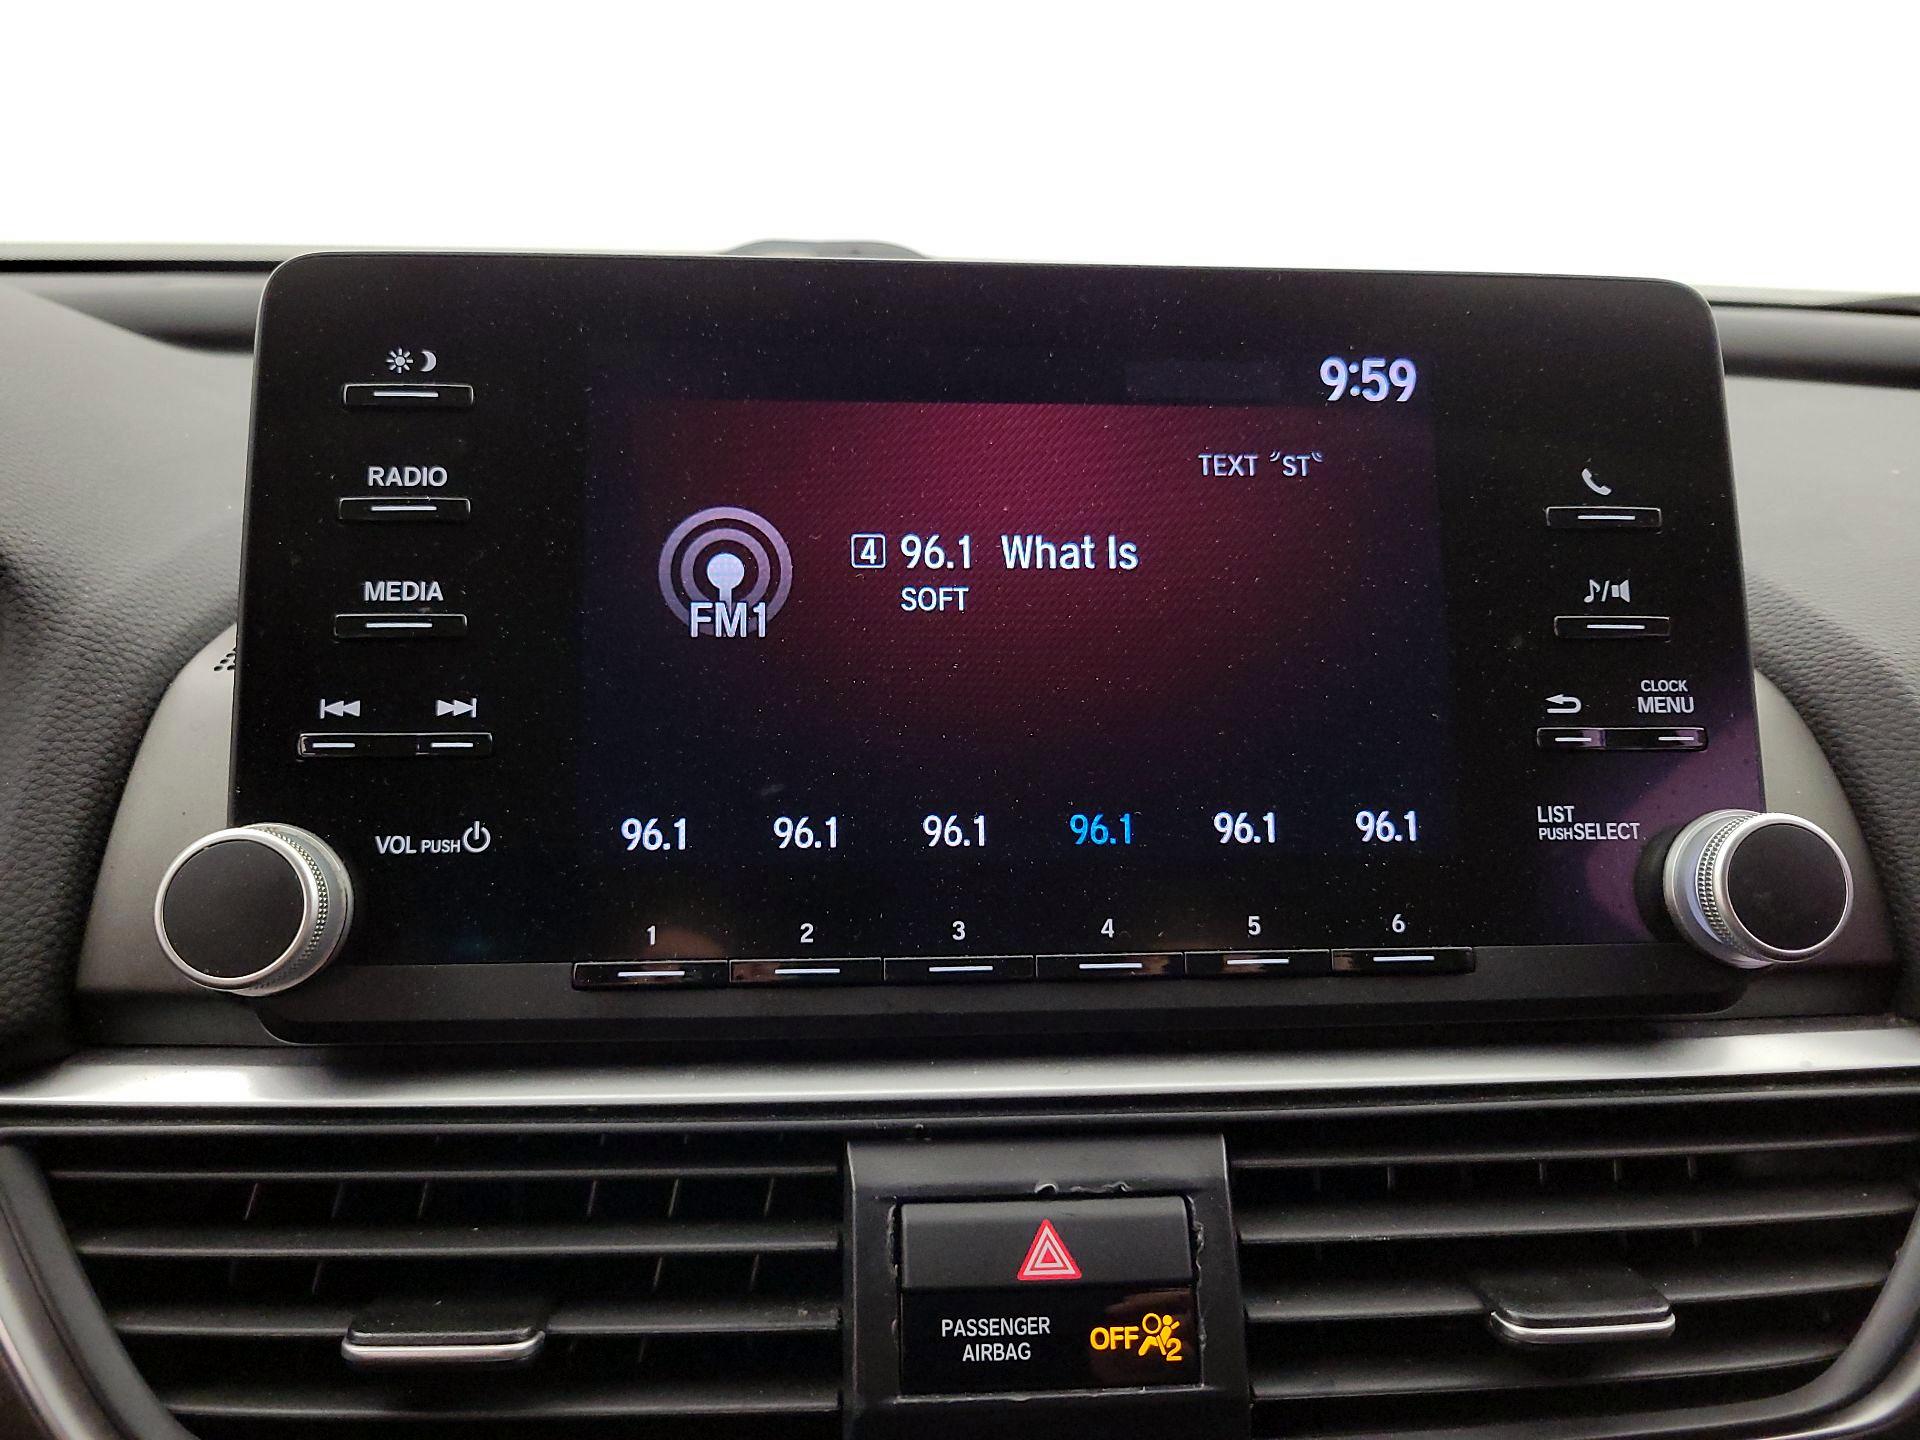 9:59
RADIO
TEXT "ST"
4 96.1 What Is
SOFT
FM1
MEDIA
CLOCK
MENU
96.1 96.1 96.1 96.1 96.1 96.1
VOL PUSH
LIST
PUSH SELECT
1 2 3 4 5 6
PASSENGER
AIRBAG
OFF 2